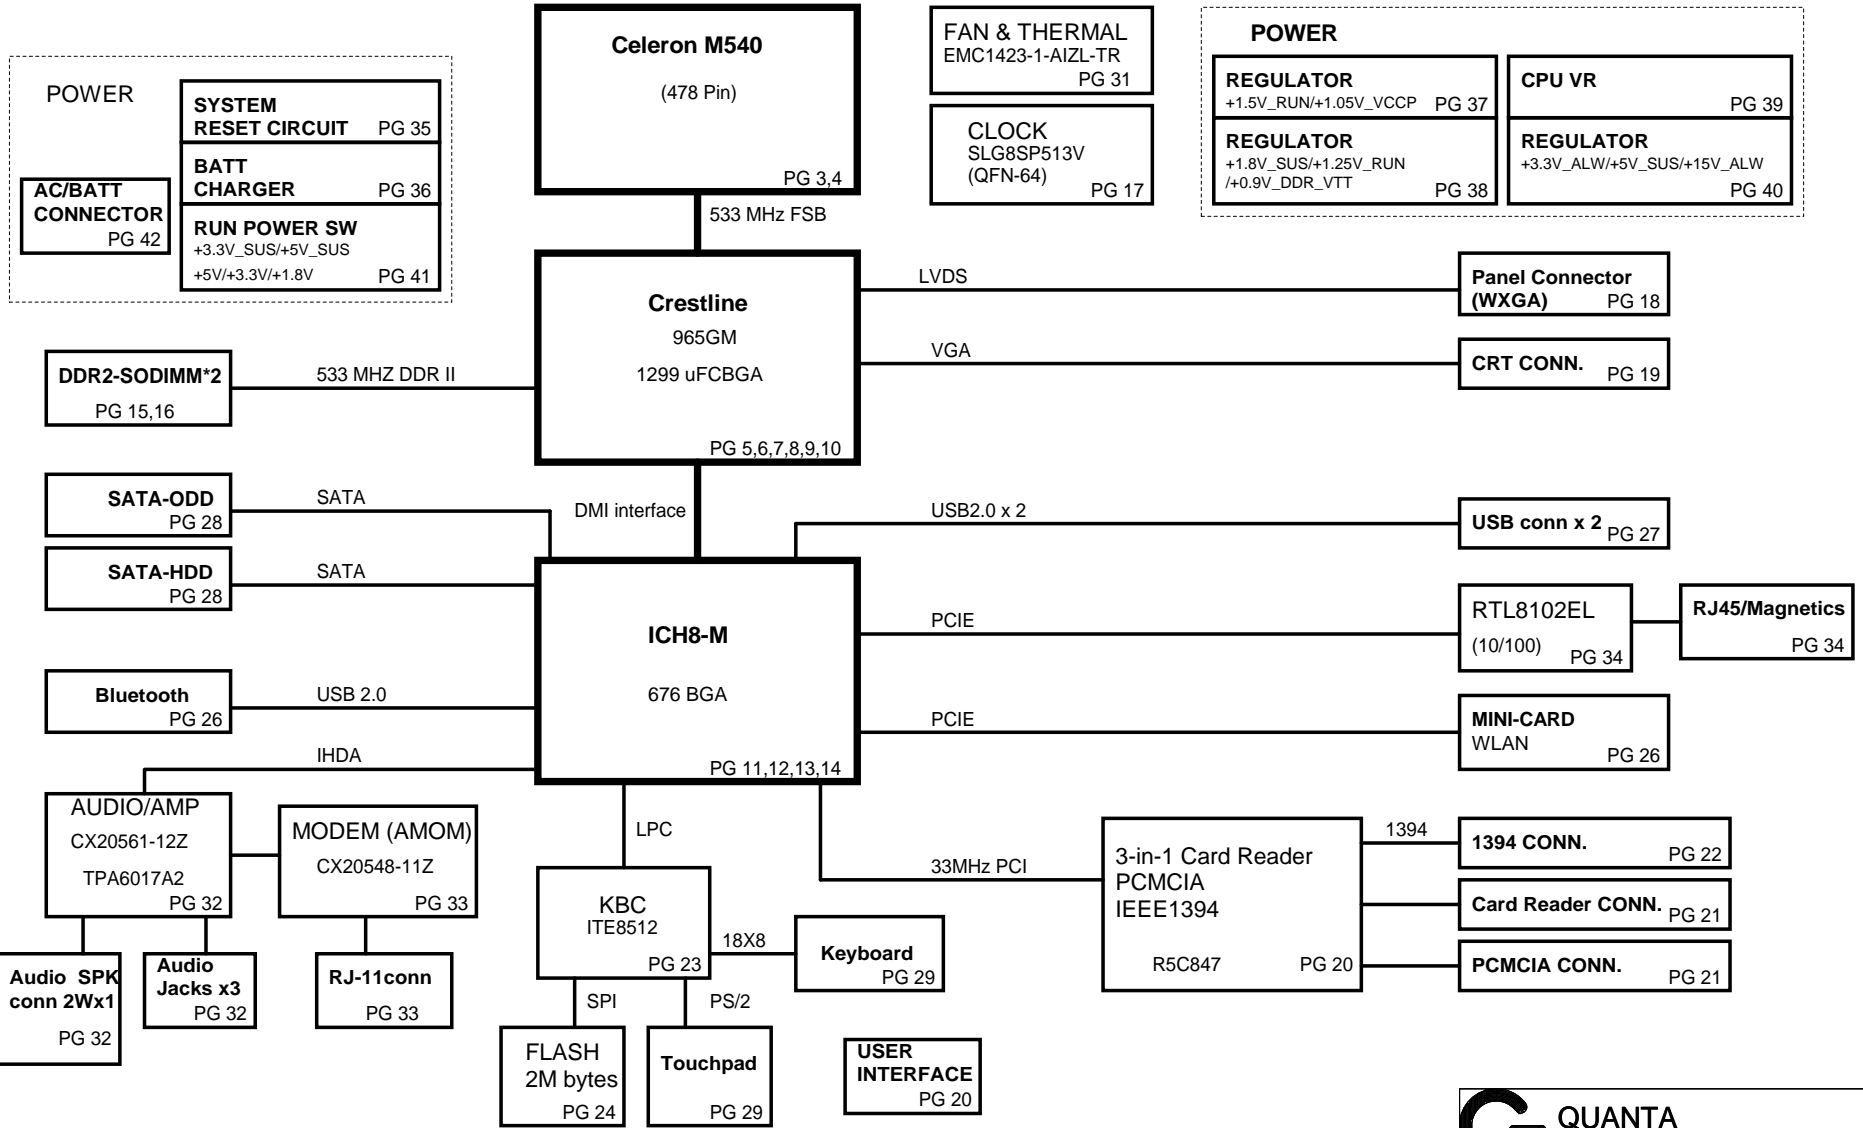 POWER
SYSTEM
RESET CIRCUIT PG 35
BATT
CHARGER PG 36
AC/BATT
CONNECTOR
PG 42
RUN POWER SW
+3.3V_SUS/+5V_SUS
+5V/+3.3V/+1.8V PG 41
Celeron M540
(478 Pin)
PG 3,4
FAN & THERMAL
EMC1423-1-AIZL-TR
PG 31
CLOCK
SLG8SP513V
(QFN-64)
PG 17
POWER
REGULATOR
+1.5V_RUN/+1.05V_VCCP PG 37
CPU VR
PG 39
REGULATOR
+1.8V_SUS/+1.25V_RUN
/+0.9V_DDR_VTT
PG 38
REGULATOR
+3.3V_ALW/+5V_SUS/+15V_ALW
PG 40
533 MHz FSB
Crestline
965GM
1299 uFCBGA
PG 5,6,7,8,9,10
LVDS
Panel Connector
(WXGA) PG 18
VGA
CRT CONN. PG 19
DDR2-SODIMM*2
PG 15,16
533 MHZ DDR II
SATA-ODD
PG 28
SATA
DMI interface
USB2.0 x 2
USB conn x 2 PG 27
SATA-HDD
PG 28
SATA
ICH8-M
676 BGA
PG 11,12,13,14
PCIE
RTL8102EL
(10/100) PG 34
RJ45/Magnetics
PG 34
Bluetooth
PG 26
USB 2.0
PCIE
MINI-CARD
WLAN PG 26
IHDA
AUDIO/AMP
CX20561-12Z
TPA6017A2
PG 32
MODEM (AMOM)
CX20548-11Z
PG 33
LPC
33MHz PCI
3-in-1 Card Reader
PCMCIA
IEEE1394
R5C847 PG 20
1394
1394 CONN. PG 22
Card Reader CONN. PG 21
PCMCIA CONN. PG 21
KBC
ITE8512
PG 23
18X8
Keyboard
PG 29
Audio SPK
conn 2Wx1
PG 32
Audio
Jacks x3
PG 32
RJ-11conn
PG 33
SPI
PS/2
FLASH
2M bytes
PG 24
Touchpad
PG 29
USER
INTERFACE
PG 20
QUANTA